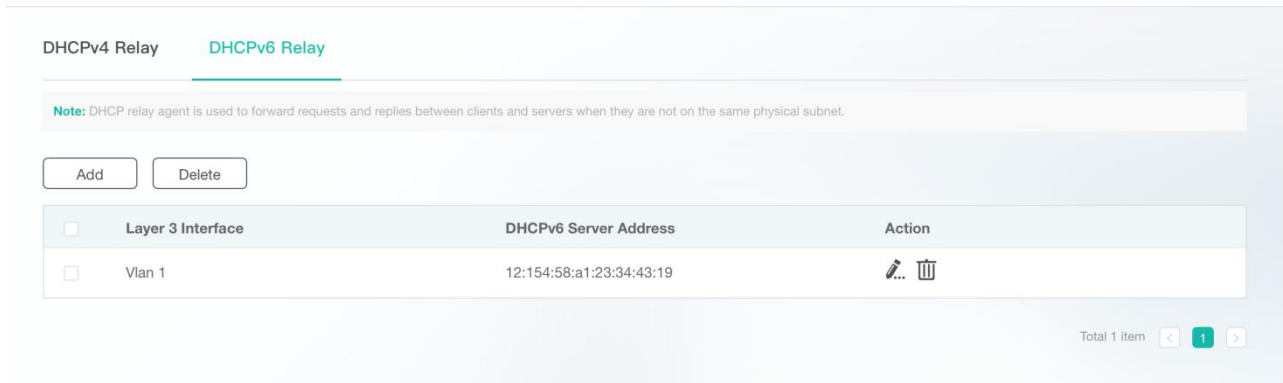 DHCPv4 Relay DHCPv6 Relay
Note: DHCP relay agent is used to forward requests and replies between clients and servers when they are not on the same physical subnet.
Add Delete
Layer 3 Interface DHCPv6 Server Address Action
Vlan 1 12:154:58:a1:23:34:43:19
Total 1 item < 1 >